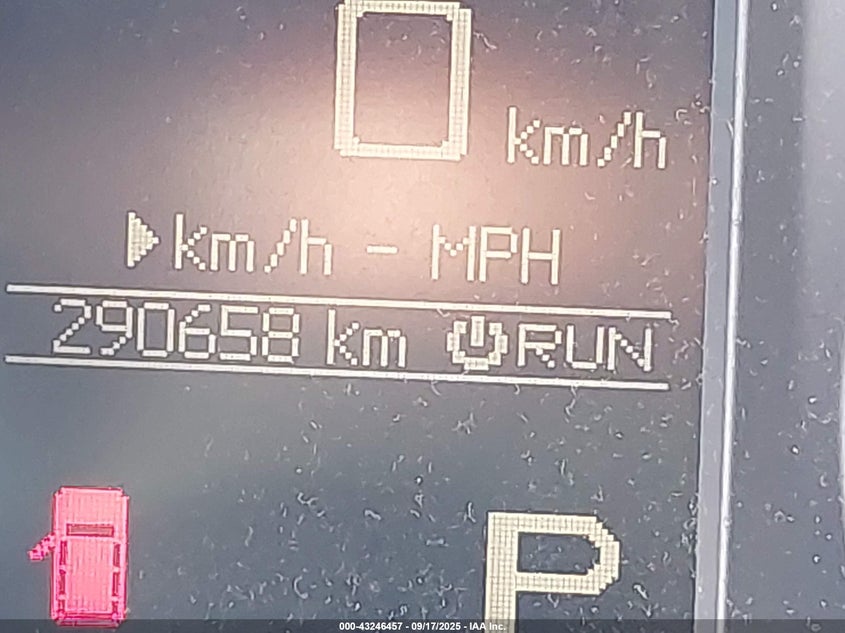 0 km/h
km/h - MPH
290658 km RUN
P
000-43246457 - 09/17/2025 - IAA Inc.